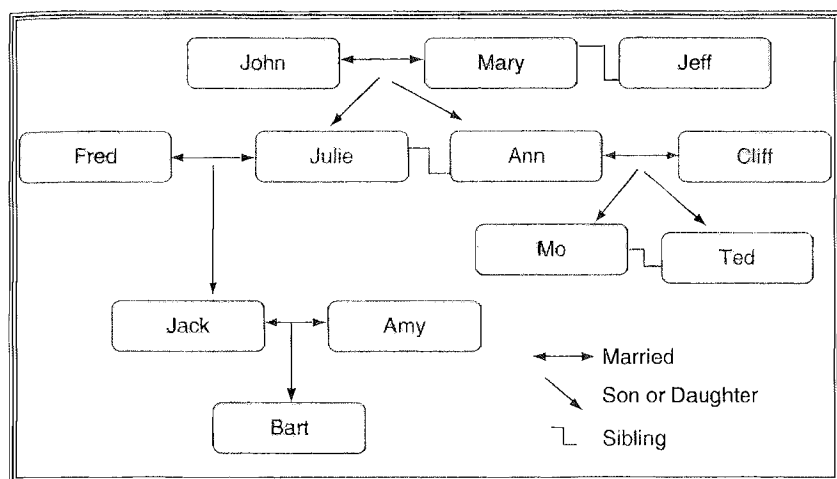 John
Mary
Jeff
Fred
Julie
Ann
Cliff
Mo
Ted
Jack
Amy
Married
Son or Daughter
Bart
Sibling